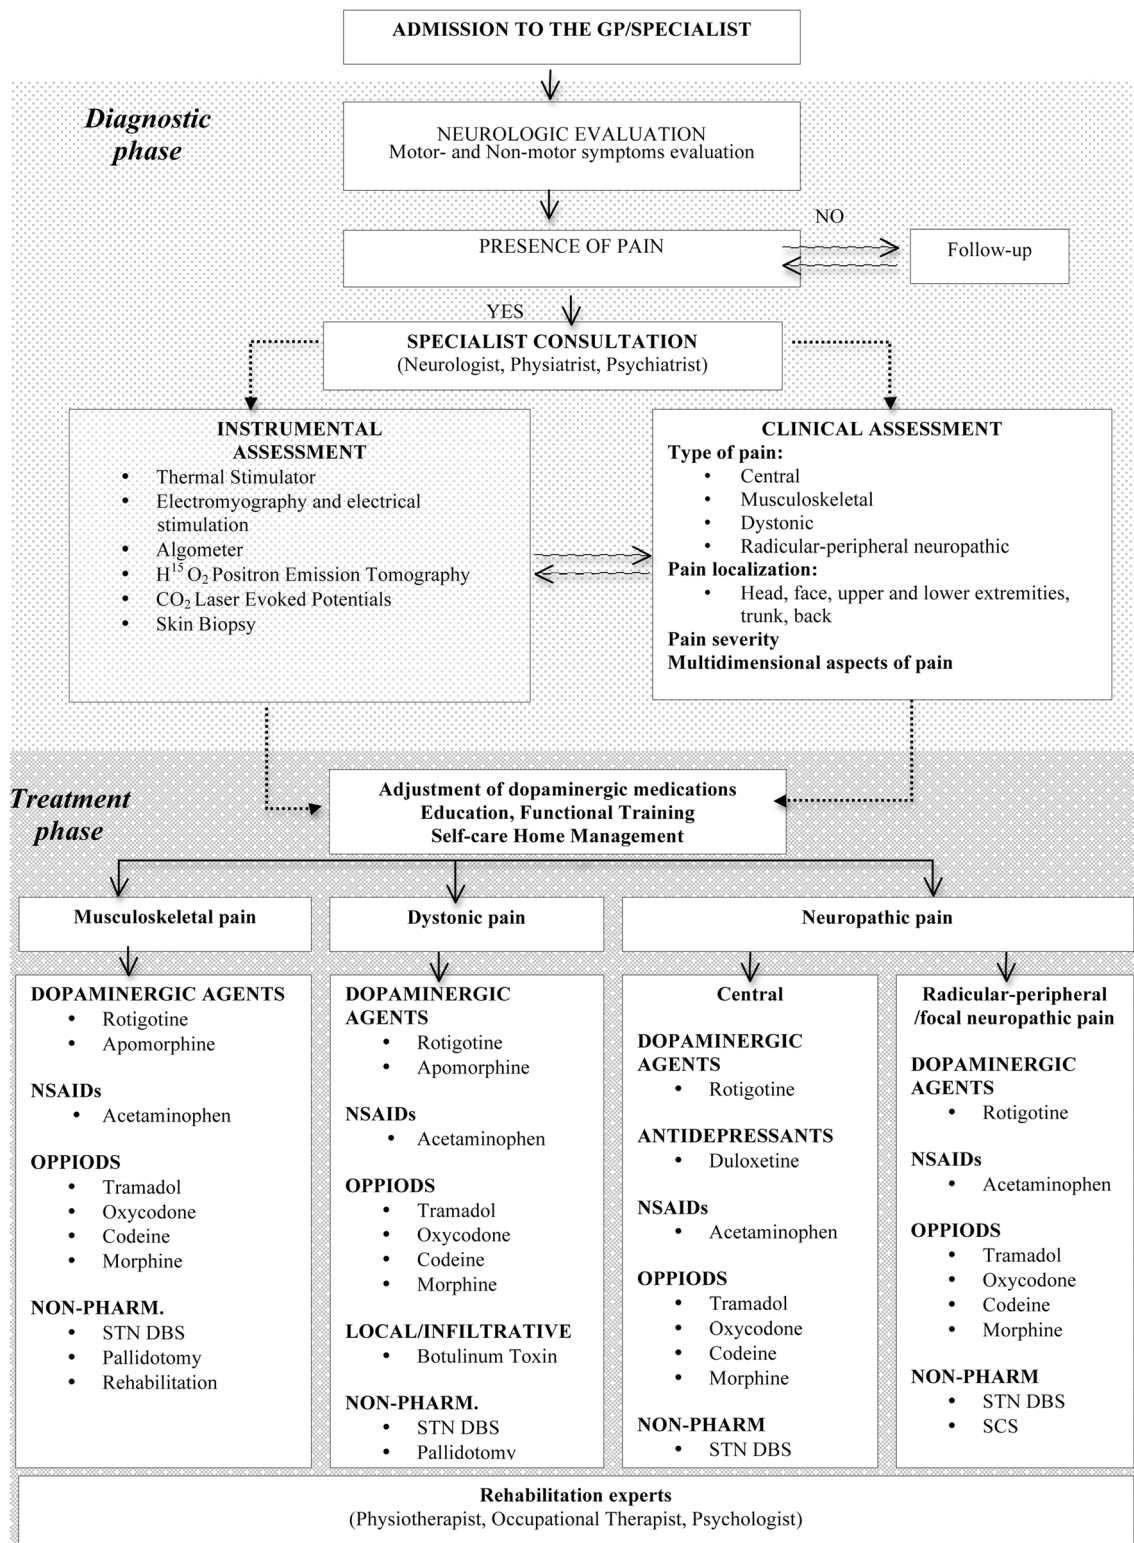 ADMISSION TO THE GP/SPECIALIST
Diagnostic
phase
NEUROLOGIC EVALUATION
Motor- and Non-motor symptoms evaluation
NO
PRESENCE OF PAIN
Follow-up
YES
SPECIALIST CONSULTATION
(Neurologist, Physiatrist, Psychiatrist)
INSTRUMENTAL
ASSESSMENT
• Thermal Stimulator
• Electromyography and electrical
stimulation
• Algometer
• H¹⁵ O₂ Positron Emission Tomography
• CO₂ Laser Evoked Potentials
• Skin Biopsy
CLINICAL ASSESSMENT
Type of pain:
• Central
• Musculoskeletal
• Dystonic
• Radicular-peripheral neuropathic
Pain localization:
• Head, face, upper and lower extremities,
trunk, back
Pain severity
Multidimensional aspects of pain
Treatment
phase
Adjustment of dopaminergic medications
Education, Functional Training
Self-care Home Management
Musculoskeletal pain
Dystonic pain
Neuropathic pain
DOPAMINERGIC AGENTS
• Rotigotine
• Apomorphine
NSAIDs
• Acetaminophen
OPPIODS
• Tramadol
• Oxycodone
• Codeine
• Morphine
NON-PHARM.
• STN DBS
• Pallidotomy
• Rehabilitation
DOPAMINERGIC
AGENTS
• Rotigotine
• Apomorphine
NSAIDs
• Acetaminophen
OPPIODS
• Tramadol
• Oxycodone
• Codeine
• Morphine
LOCAL/INFILTRATIVE
• Botulinum Toxin
NON-PHARM.
• STN DBS
• Pallidotomy
Central
DOPAMINERGIC
AGENTS
• Rotigotine
ANTIDEPRESSANTS
• Duloxetine
NSAIDs
• Acetaminophen
OPPIODS
• Tramadol
• Oxycodone
• Codeine
• Morphine
NON-PHARM
• STN DBS
Radicular-peripheral
/focal neuropathic pain
DOPAMINERGIC
AGENTS
• Rotigotine
NSAIDs
• Acetaminophen
OPPIODS
• Tramadol
• Oxycodone
• Codeine
• Morphine
NON-PHARM
• STN DBS
• SCS
Rehabilitation experts
(Physiotherapist, Occupational Therapist, Psychologist)